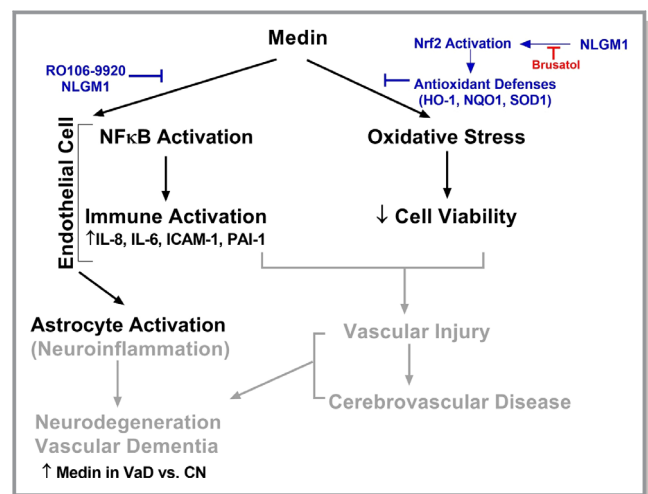 Medin
RO106-9920
NLGM1
Nrf2 Activation
NLGM1
Brusatol
Antioxidant Defenses
(HO-1, NQO1, SOD1)
Endothelial Cell
NFκB Activation
Oxidative Stress
Immune Activation
↑IL-8, IL-6, ICAM-1, PAI-1
↓ Cell Viability
Astrocyte Activation
(Neuroinflammation)
Vascular Injury
Cerebrovascular Disease
Neurodegeneration
Vascular Dementia
↑ Medin in VaD vs. CN